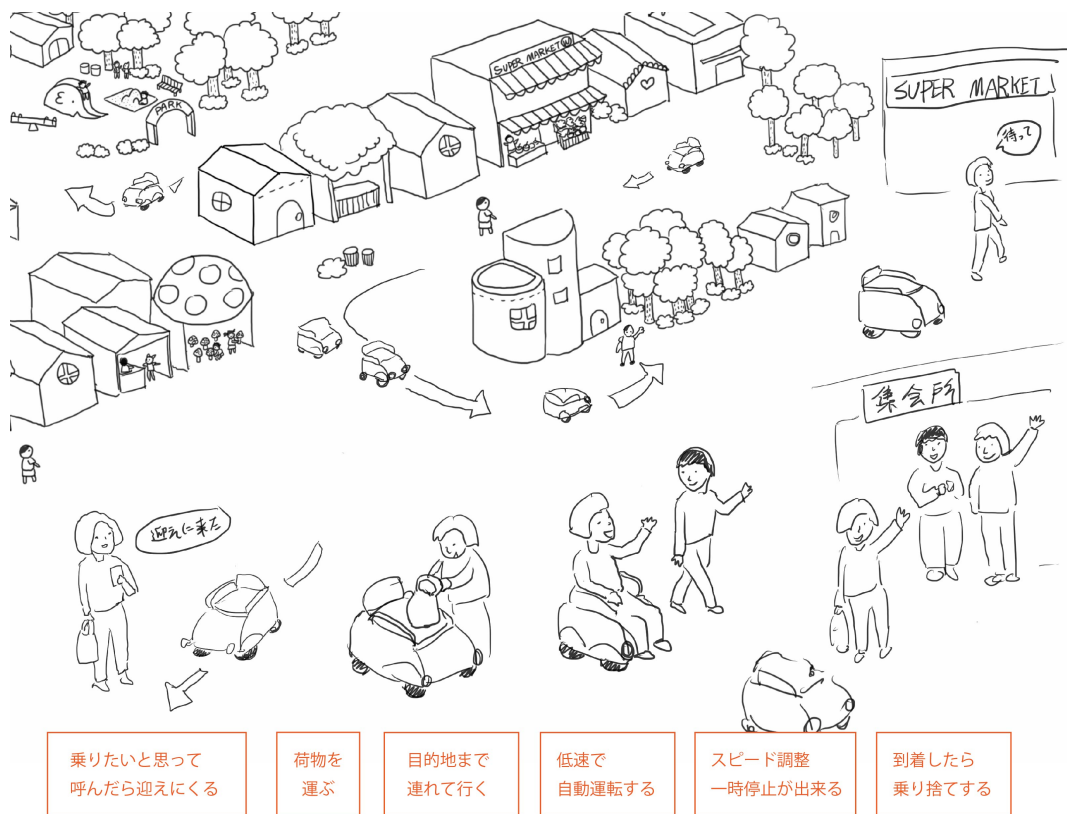 SUPER MARKET
PARK
SUPER MARKET
待って
集会所
迎えに来た
乗りたいと思って
呼んだら迎えにくる
荷物を
運ぶ
目的地まで
連れて行く
低速で
自動運転する
スピード調整
一時停止が出来る
到着したら
乗り捨てする